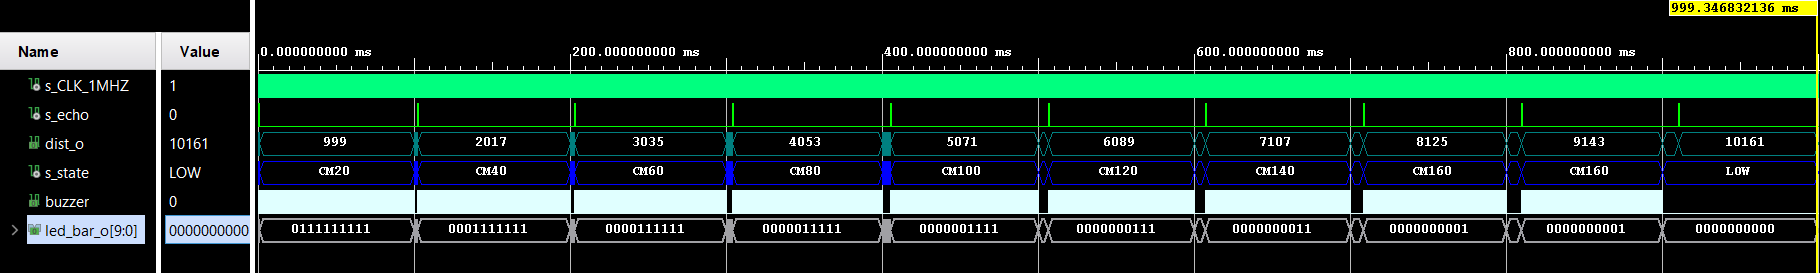 999.346832136 ms
Name Value
0.000000000 ms 200.000000000 ms 400.000000000 ms 600.000000000 ms 800.000000000 ms
s_CLK_1MHZ 1
s_echo 0
dist_o 10161 999 2017 3035 4053 5071 6089 7107 8125 9143 10161
s_state LOW CM20 CM40 CM60 CM80 CM100 CM120 CM140 CM160 CM160 LOW
buzzer 0
led_bar_o[9:0] 0000000000 0111111111 0001111111 0000111111 0000011111 0000001111 0000000111 0000000011 0000000001 0000000001 0000000000